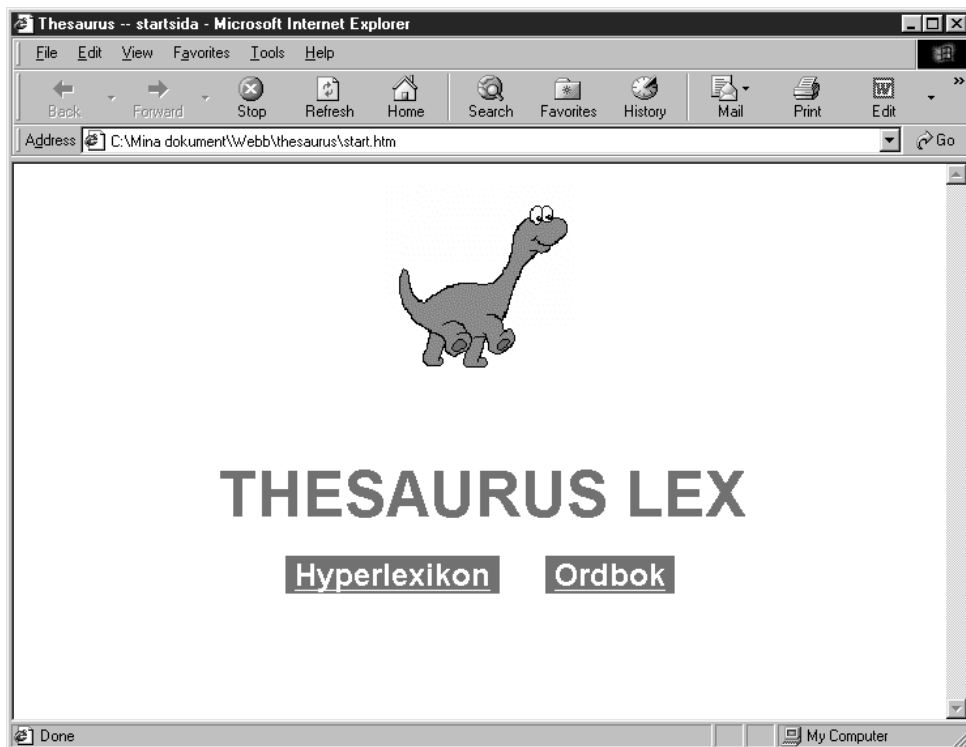 Thesaurus -- startsida - Microsoft Internet Explorer
File Edit View Favorites Tools Help
Back Forward Stop Refresh Home Search Favorites History Mail Print Edit »
Address C:\Mina dokument\Webb\thesaurus\start.htm Go
THESAURUS LEX
Hyperlexikon Ordbok
Done My Computer